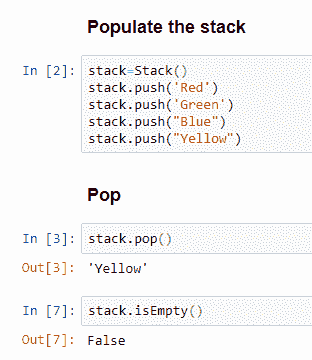 Populate the stack
In [2]: stack=Stack()
stack.push('Red')
stack.push('Green')
stack.push("Blue")
stack.push("Yellow")
Pop
In [3]: stack.pop()
Out[3]: 'Yellow'
In [7]: stack.isEmpty()
Out[7]: False